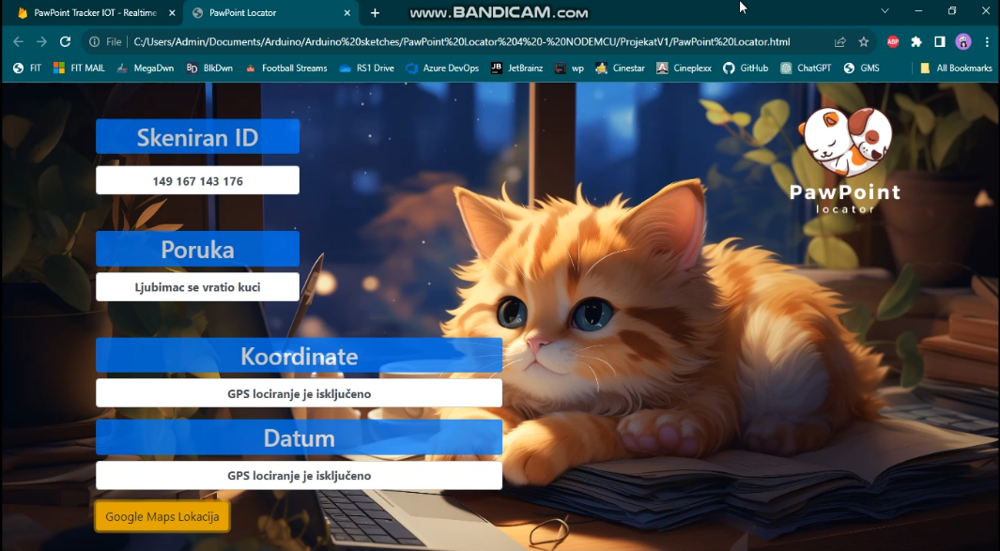 PawPoint Tracker IOT - Realtime
PawPoint Locator
www.BANDICAM.com
File
C:/Users/Admin/Documents/Arduino/Arduino%20sketches/PawPoint%20Locator%204%20-%20NODEMCU/ProjekatV1/PawPoint%20Locator.html
ABP
FIT
FIT MAIL
MegaDwn
BD
BlkDwn
Football Streams
RS1 Drive
Azure DevOps
JB
JetBrainz
wp
Cinestar
Cineplexx
GitHub
ChatGPT
GMS
All Bookmarks
Skeniran ID
149 167 143 176
PawPoint
locator
Poruka
Ljubimac se vratio kuci
Koordinate
GPS lociranje je isključeno
Datum
GPS lociranje je isključeno
Google Maps Lokacija